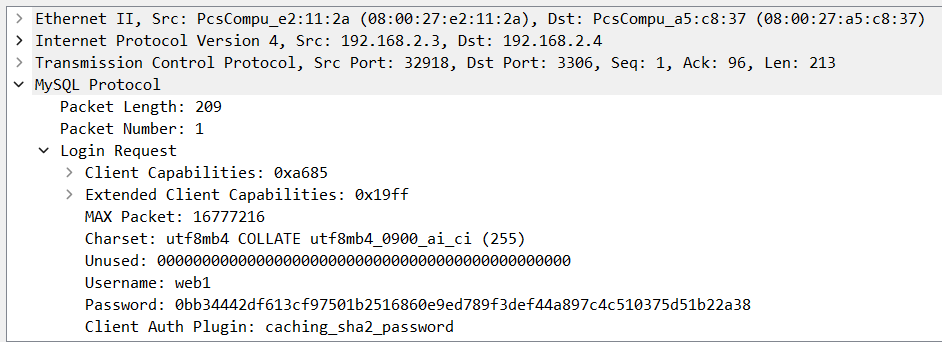 Ethernet II, Src: PcsCompu_e2:11:2a (08:00:27:e2:11:2a), Dst: PcsCompu_a5:c8:37 (08:00:27:a5:c8:37)
Internet Protocol Version 4, Src: 192.168.2.3, Dst: 192.168.2.4
Transmission Control Protocol, Src Port: 32918, Dst Port: 3306, Seq: 1, Ack: 96, Len: 213
MySQL Protocol
Packet Length: 209
Packet Number: 1
Login Request
Client Capabilities: 0xa685
Extended Client Capabilities: 0x19ff
MAX Packet: 16777216
Charset: utf8mb4 COLLATE utf8mb4_0900_ai_ci (255)
Unused: 0000000000000000000000000000000000000000000000
Username: web1
Password: 0bb34442df613cf97501b2516860e9ed789f3def44a897c4c510375d51b22a38
Client Auth Plugin: caching_sha2_password